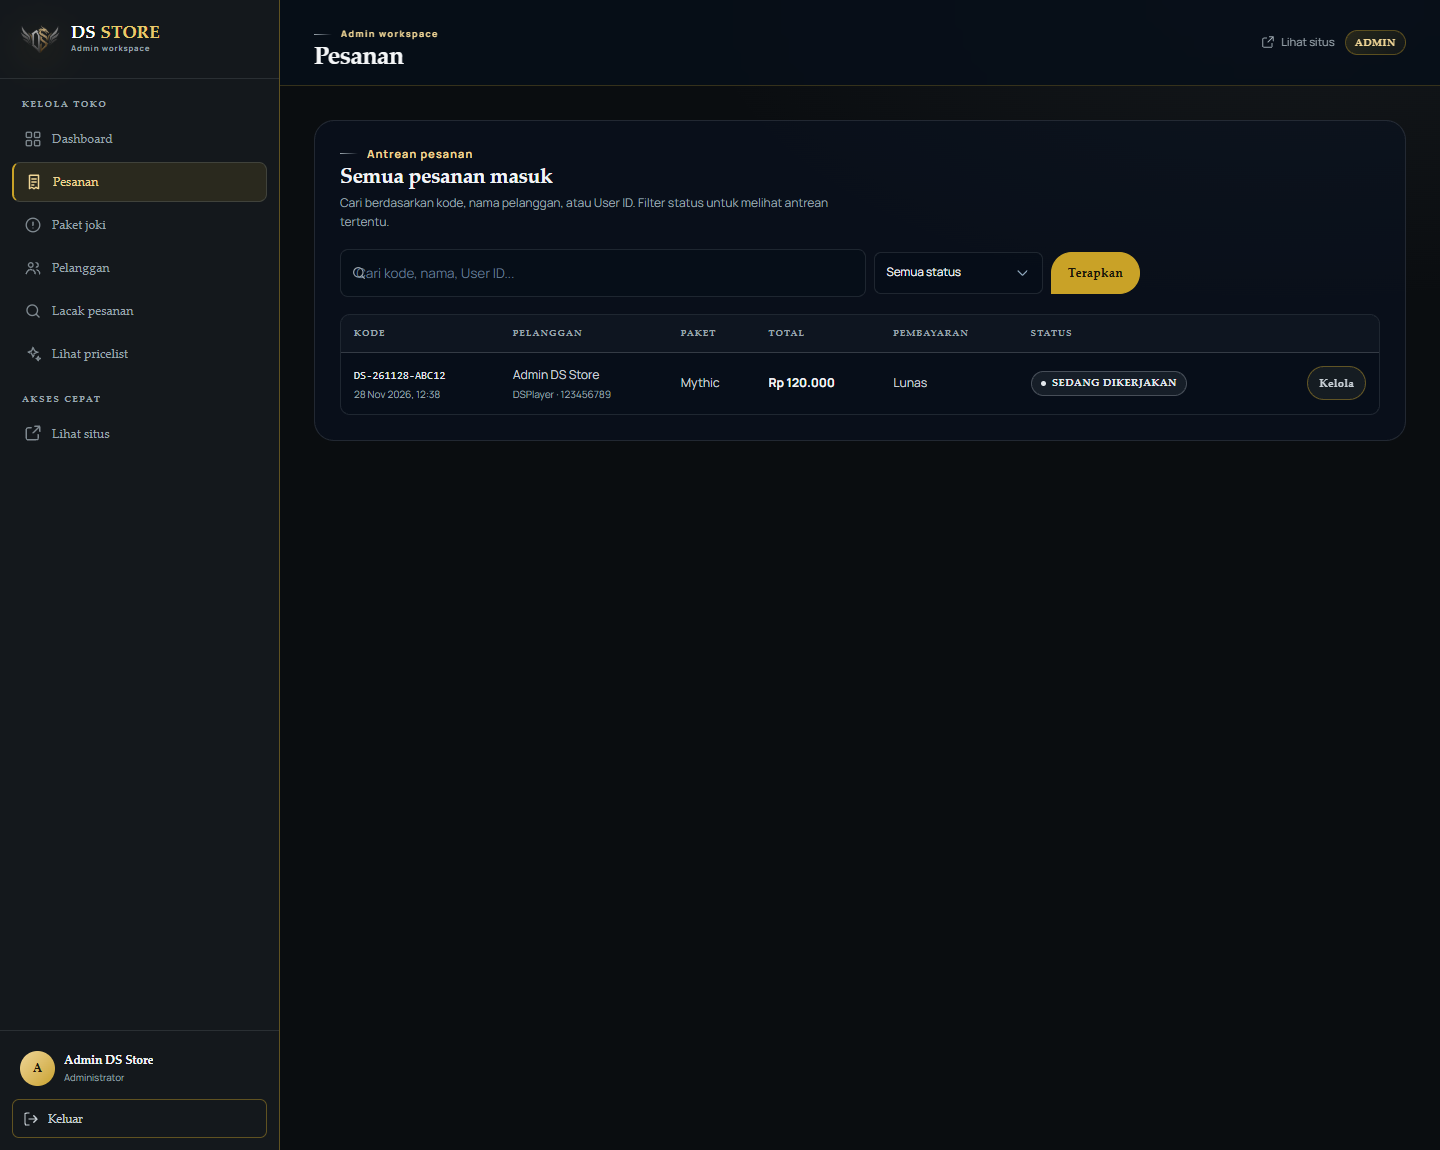 DS STORE
Admin workspace
KELOLA TOKO
Dashboard
Pesanan
Paket joki
Pelanggan
Lacak pesanan
Lihat pricelist
AKSES CEPAT
Lihat situs
Admin DS Store
A
Administrator
Keluar
Admin workspace
Pesanan
Lihat situs
ADMIN
Antrean pesanan
Semua pesanan masuk
Cari berdasarkan kode, nama pelanggan, atau User ID. Filter status untuk melihat antrean
tertentu.
Cari kode, nama, User ID...
Semua status
Terapkan
KODE PELANGGAN PAKET TOTAL PEMBAYARAN STATUS
DS-261128-ABC12 Admin DS Store Mythic Rp 120.000 Lunas SEDANG DIKERJAKAN Kelola
28 Nov 2026, 12:38 DSPlayer · 123456789